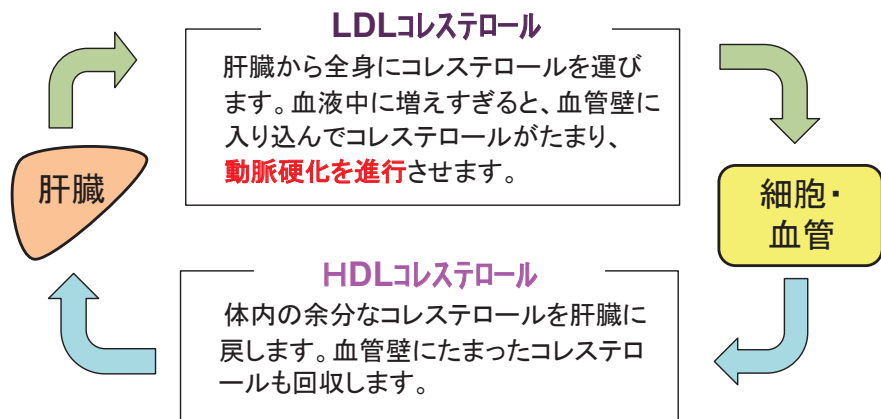 LDLコレステロール
肝臓から全身にコレステロールを運び
ます。血液中に増えすぎると、血管壁に
入り込んでコレステロールがたまり、
動脈硬化を進行させます。
肝臓
細胞・
血管
HDLコレステロール
体内の余分なコレステロールを肝臓に
戻します。血管壁にたまったコレステロ
ールも回収します。